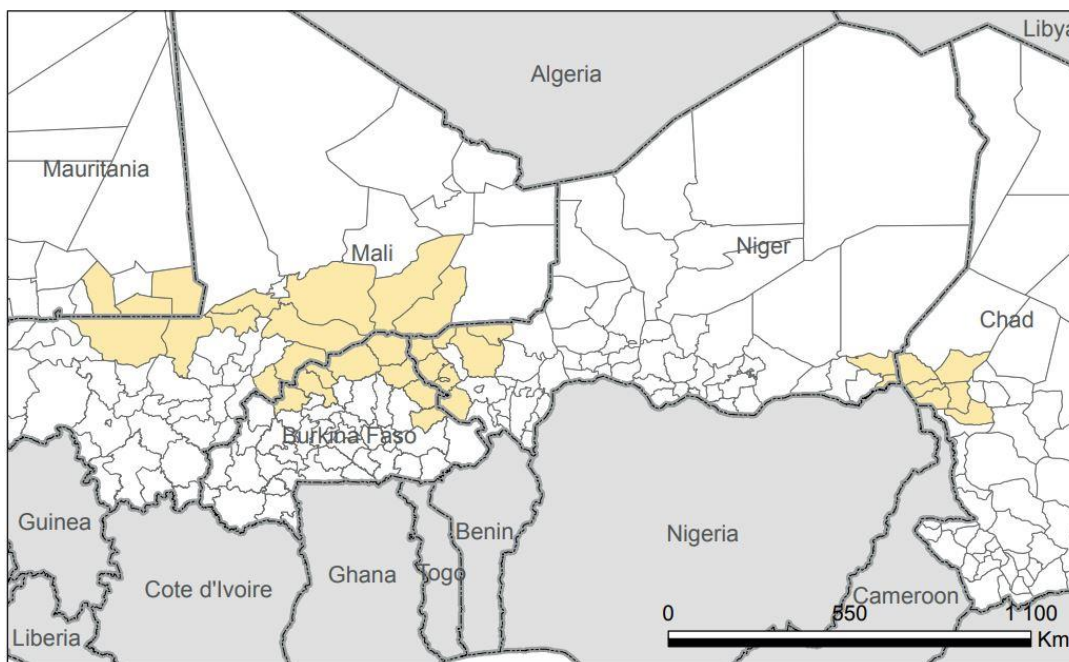 Libya
Algeria
Mauritania
Mali
Niger
Chad
Burkina Faso
Guinea
Benin
Nigeria
Cote d'Ivoire
Ghana
Togo
Cameroon
Liberia
0 550 1 100
Km